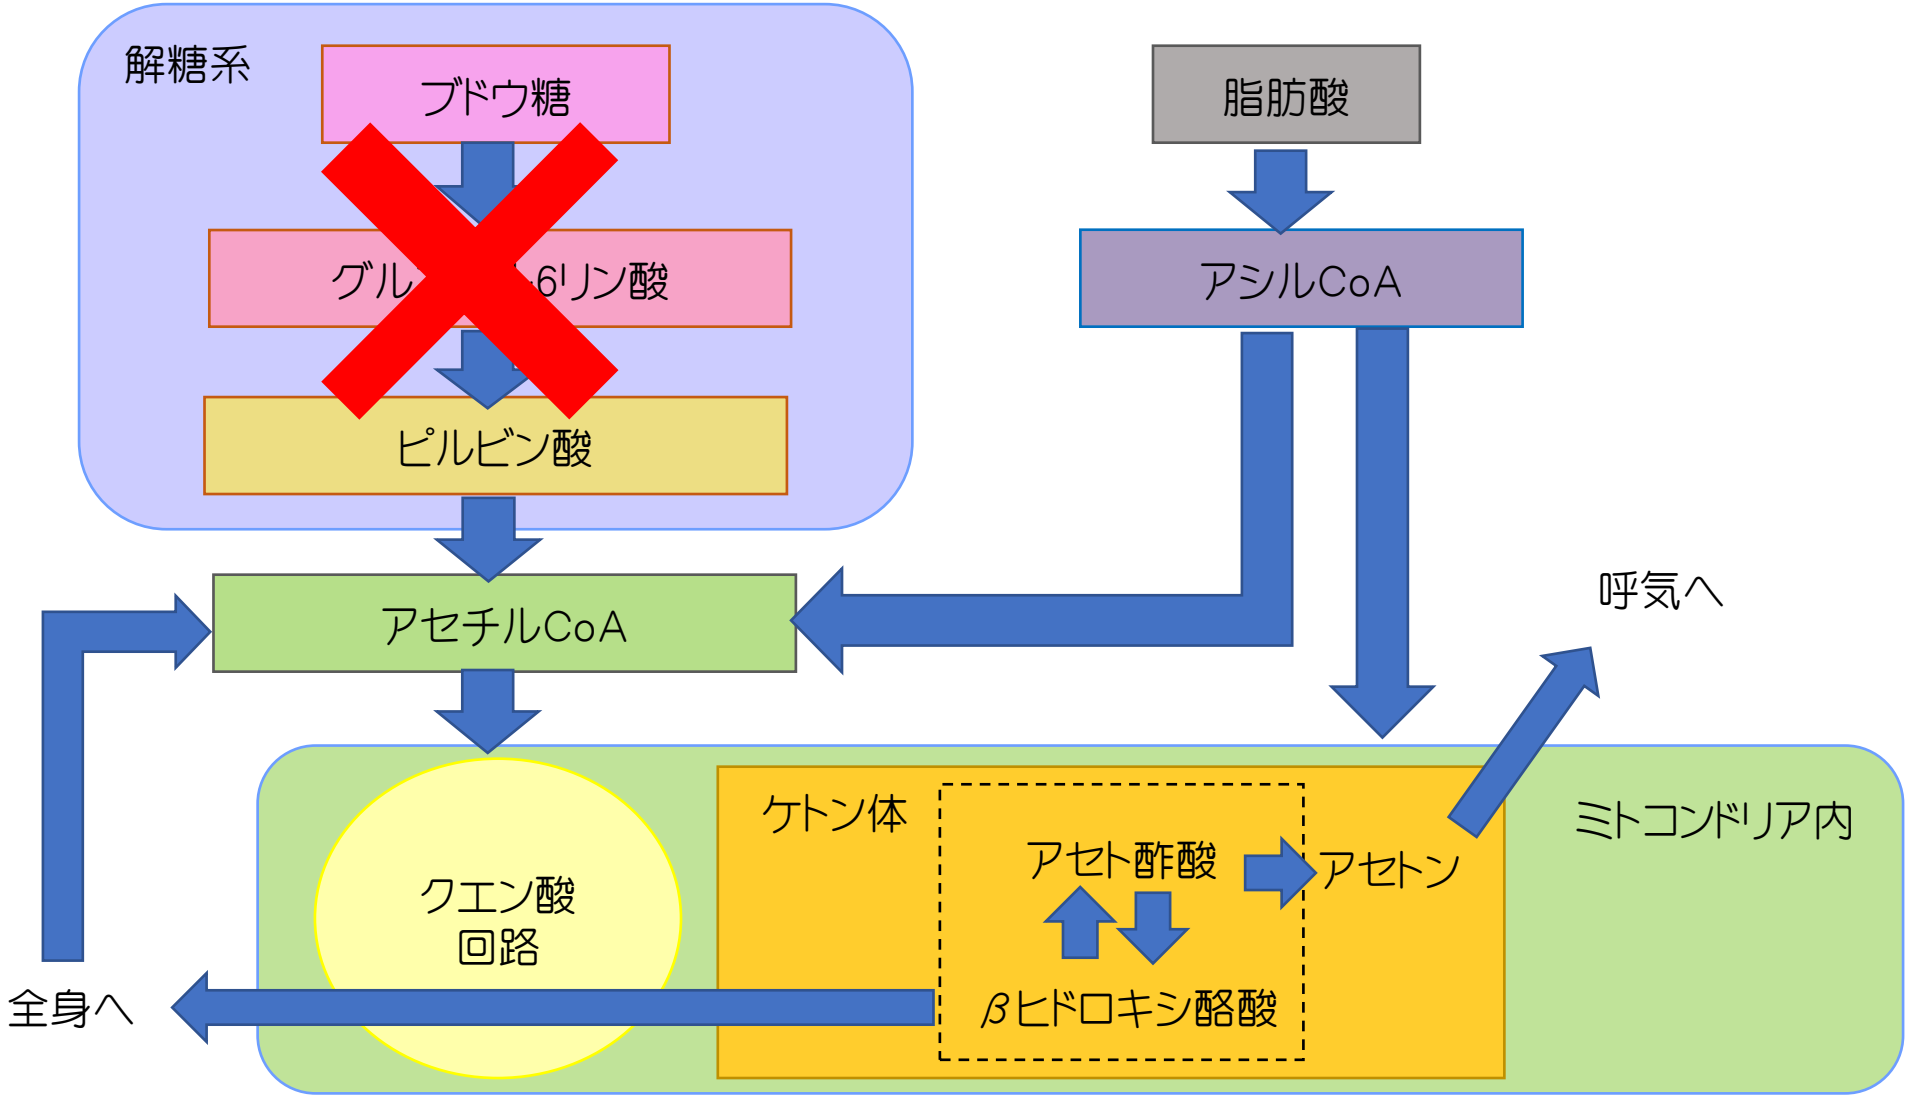 解糖系
ブドウ糖
グル 6リン酸
ピルビン酸
アセチルCoA
脂肪酸
アシルCoA
呼気へ
ミトコンドリア内
ケトン体
アセト酢酸
アセトン
βヒドロキシ酪酸
クエン酸
回路
全身へ